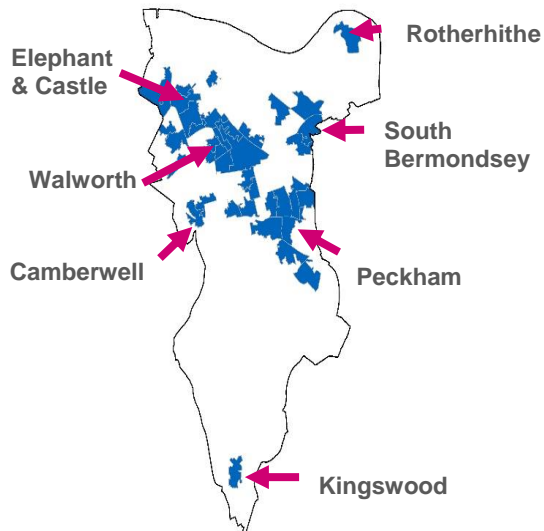 Rotherhithe
Elephant
& Castle
South
Bermondsey
Walworth
Camberwell
Peckham
Kingswood